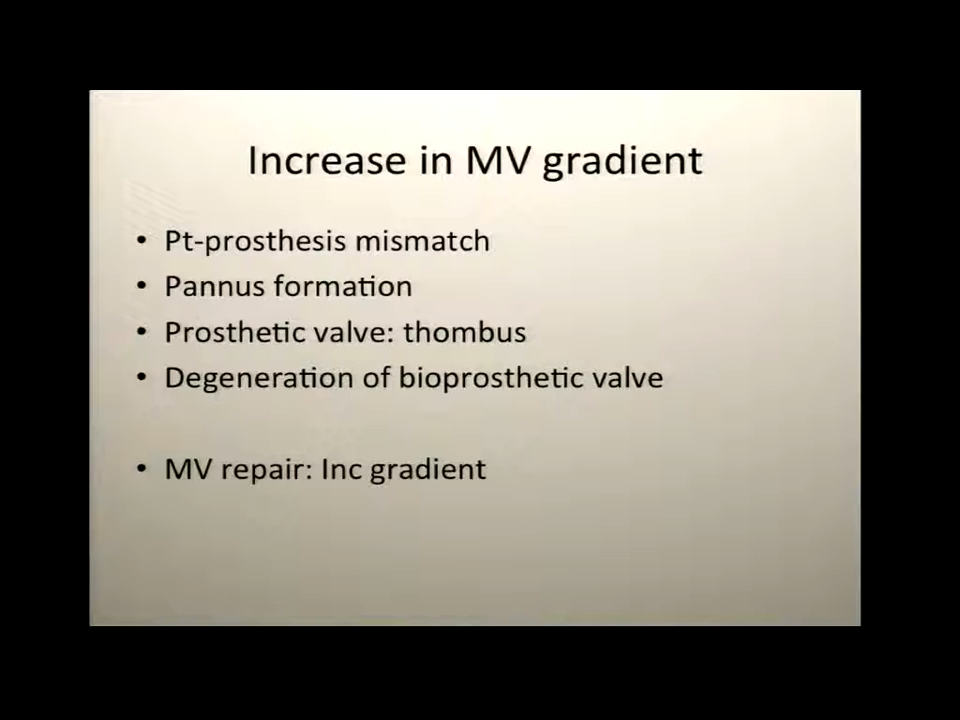 Increase in MV gradient
• Pt-prosthesis mismatch
• Pannus formation
• Prosthetic valve: thombus
• Degeneration of bioprosthetic valve
• MV repair: Inc gradient